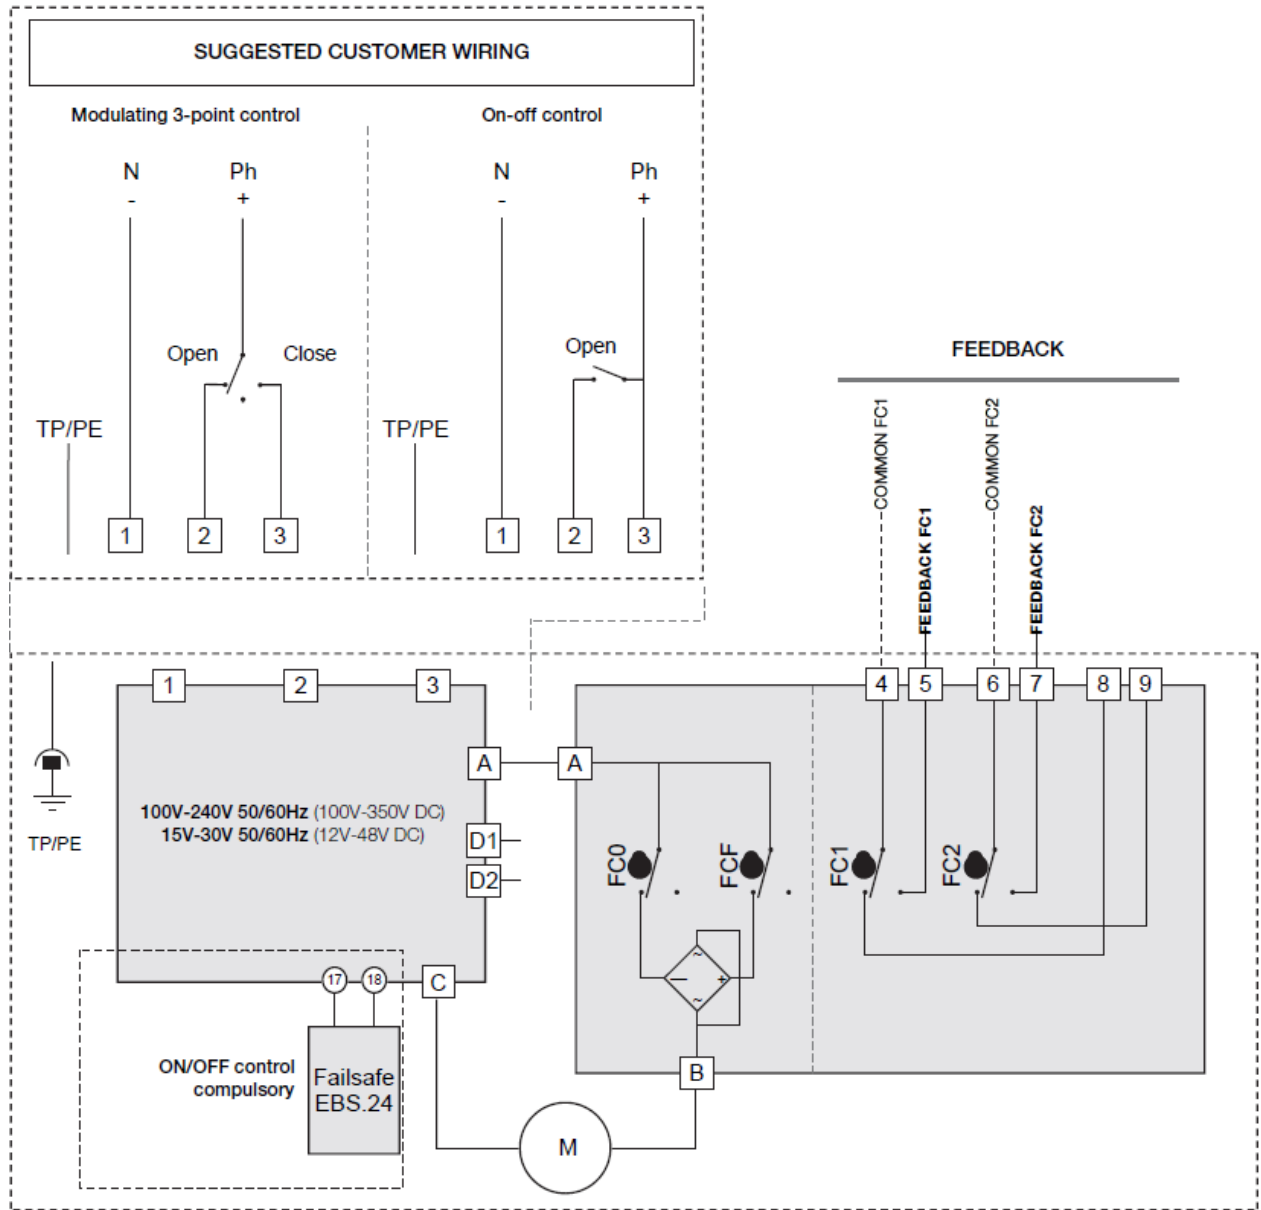 SUGGESTED CUSTOMER WIRING
Modulating 3-point control
On-off control
N
Ph
N
Ph
-
+
-
+
Open
Close
Open
TP/PE
TP/PE
1
2
3
1
2
3
FEEDBACK
COMMON FC1
FEEDBACK FC1
COMMON FC2
FEEDBACK FC2
1
2
3
4
5
6
7
8
9
A
A
100V-240V 50/60Hz (100V-350V DC)
15V-30V 50/60Hz (12V-48V DC)
D1
D2
TP/PE
FC0
FCF
FC1
FC2
~
–
+
~
17
18
C
B
ON/OFF control
compulsory
Failsafe
EBS.24
M